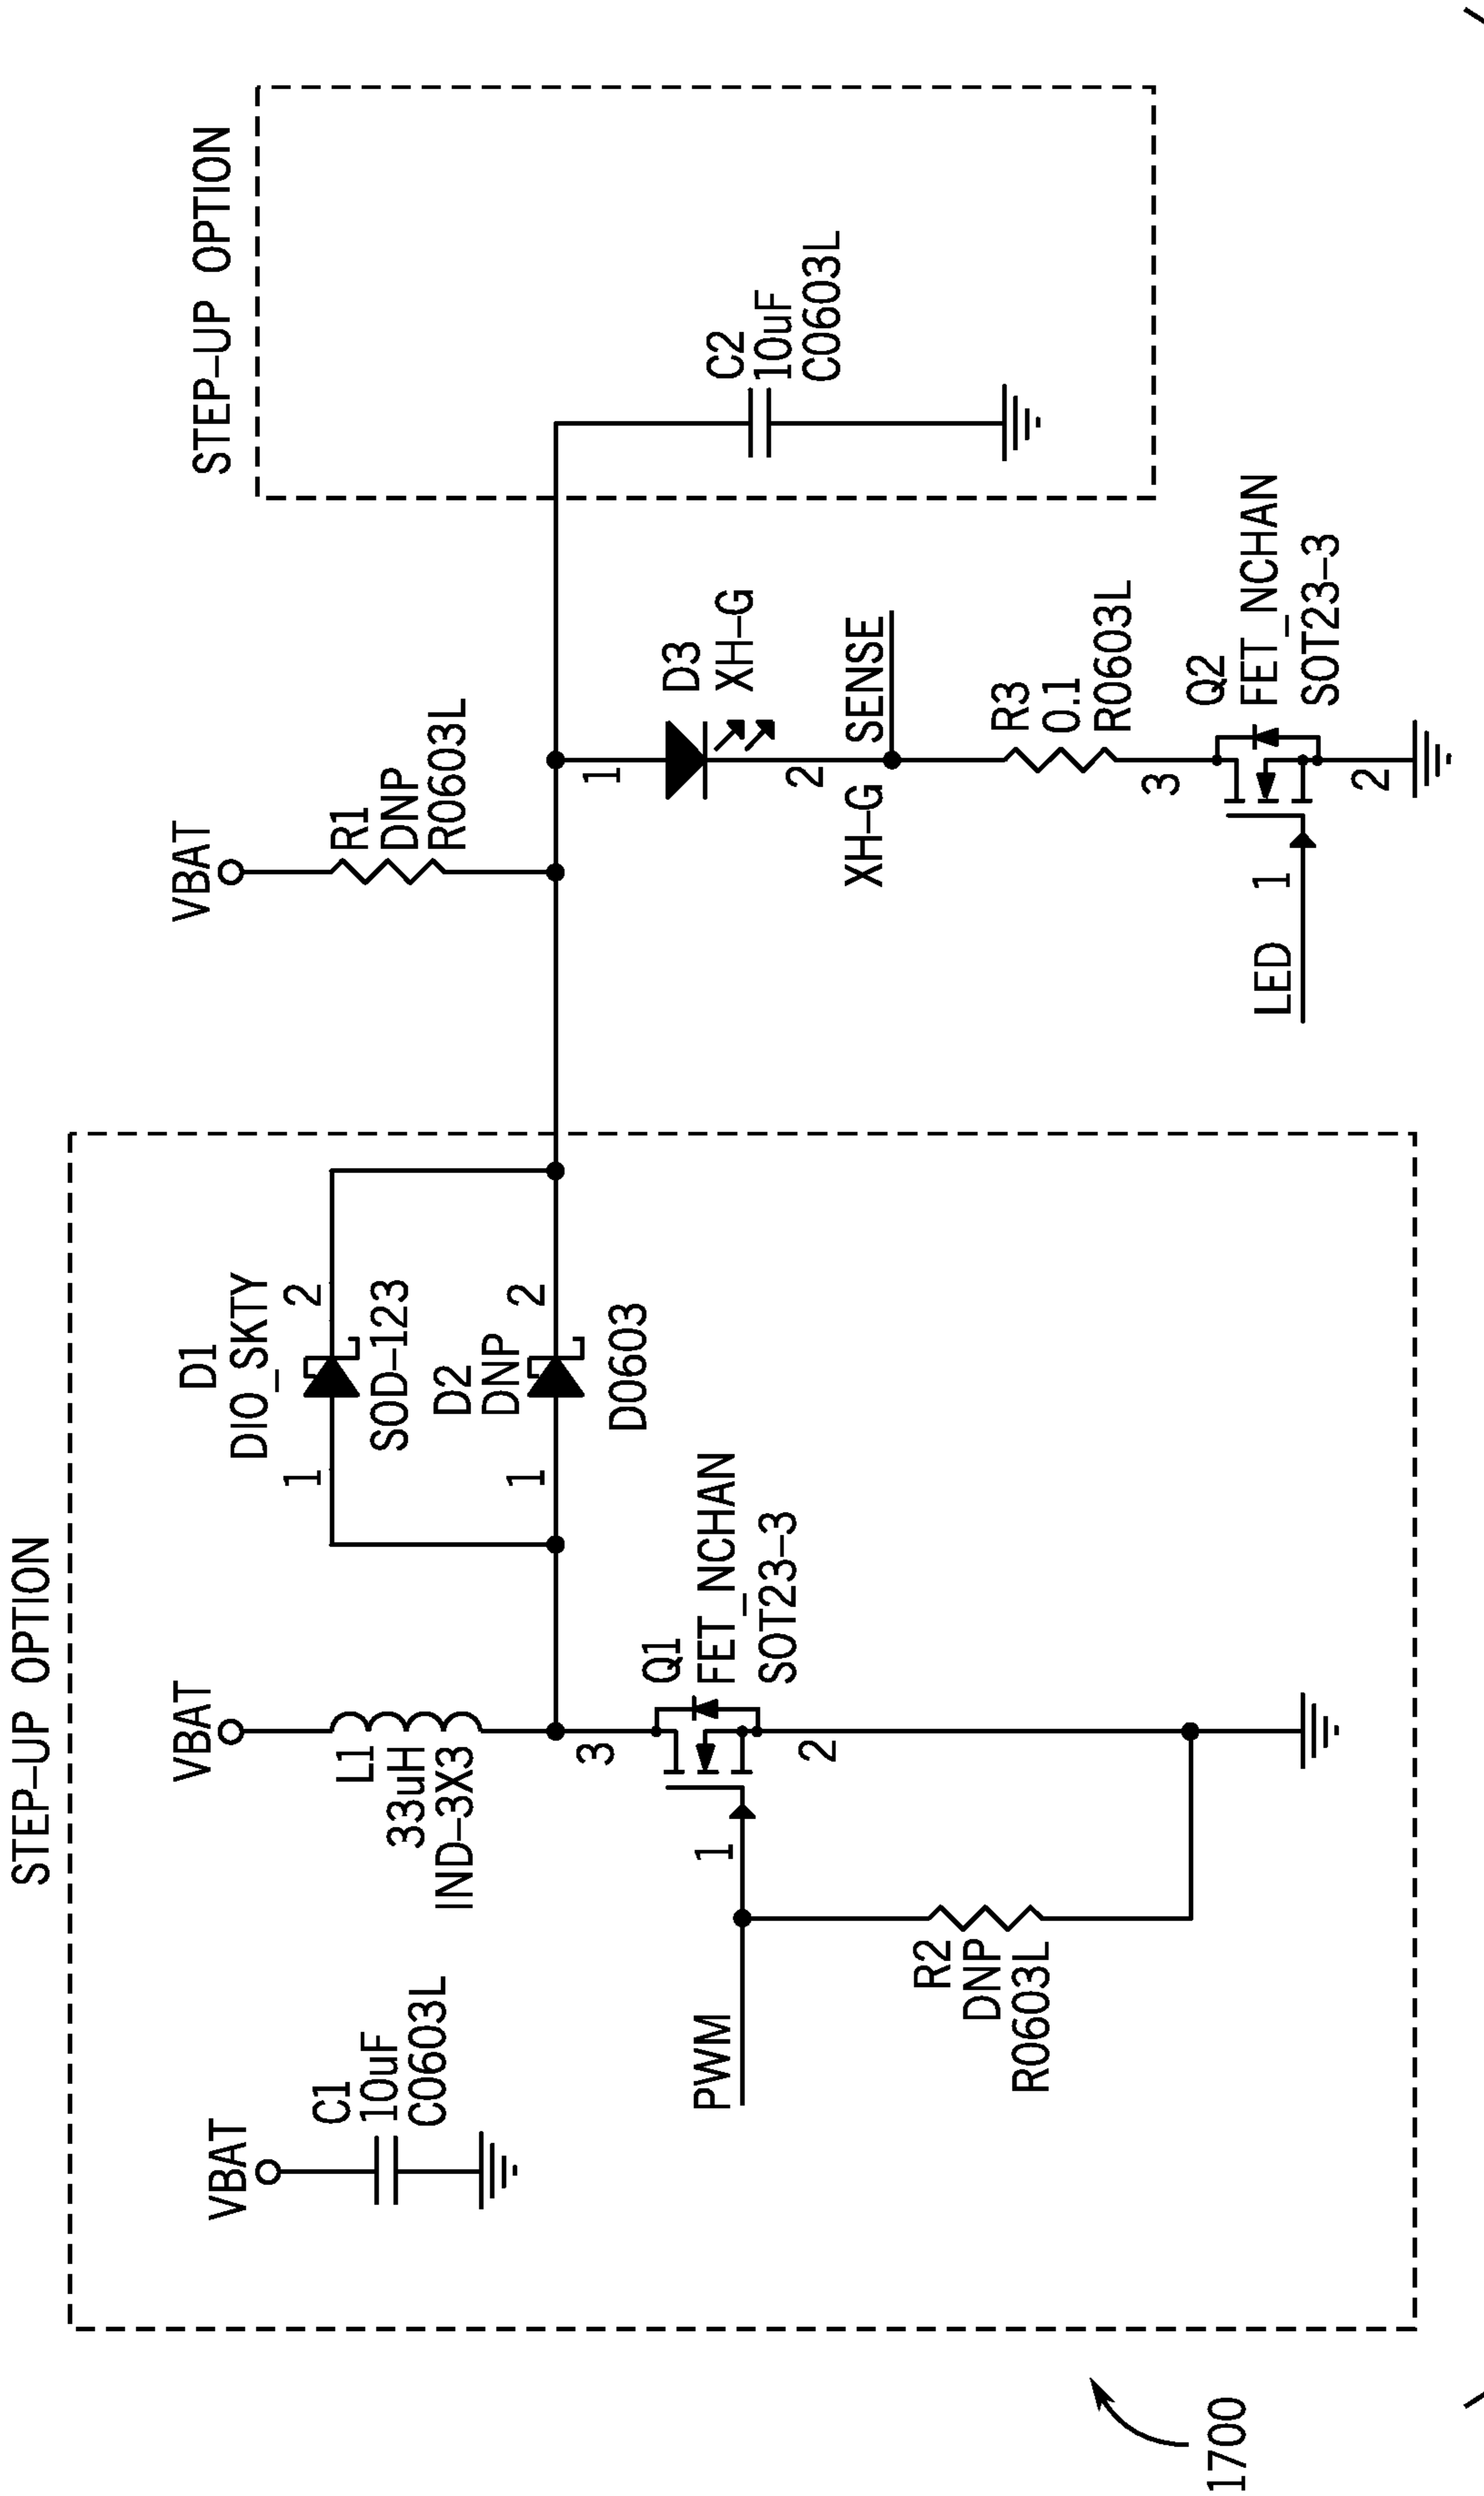 STEP-UP OPTION
VBAT
C1
10uF
C0603L
VBAT
L1
33uH
IND-3X3
D1
DIO_SKTY
1
2
SOD-123
D2
DNP
1
2
D0603
PWM
1
3
Q1
FET_NCHAN
SOT23-3
2
R2
DNP
R0603L
VBAT
R1
DNP
R0603L
1
D3
XH-G
2
XH-G
SENSE
R3
0.1
R0603L
3
Q2
FET_NCHAN
SOT23-3
LED
1
2
STEP-UP OPTION
C2
10uF
C0603L
1700